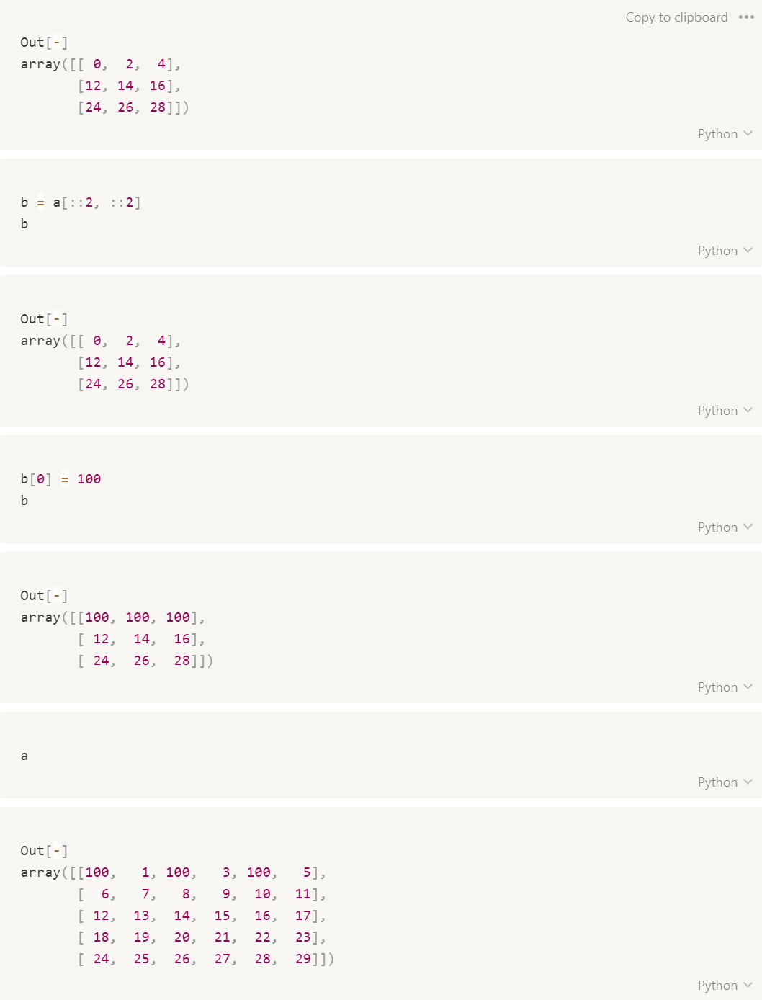 Copy to clipboard •••
Out[-]
array([[ 0,  2,  4],
       [12, 14, 16],
       [24, 26, 28]])
Python
b = a[::2, ::2]
b
Python
Out[-]
array([[ 0,  2,  4],
       [12, 14, 16],
       [24, 26, 28]])
Python
b[0] = 100
b
Python
Out[-]
array([[100, 100, 100],
       [ 12,  14,  16],
       [ 24,  26,  28]])
Python
a
Python
Out[-]
array([[100,   1, 100,   3, 100,   5],
       [  6,   7,   8,   9,  10,  11],
       [ 12,  13,  14,  15,  16,  17],
       [ 18,  19,  20,  21,  22,  23],
       [ 24,  25,  26,  27,  28,  29]])
Python